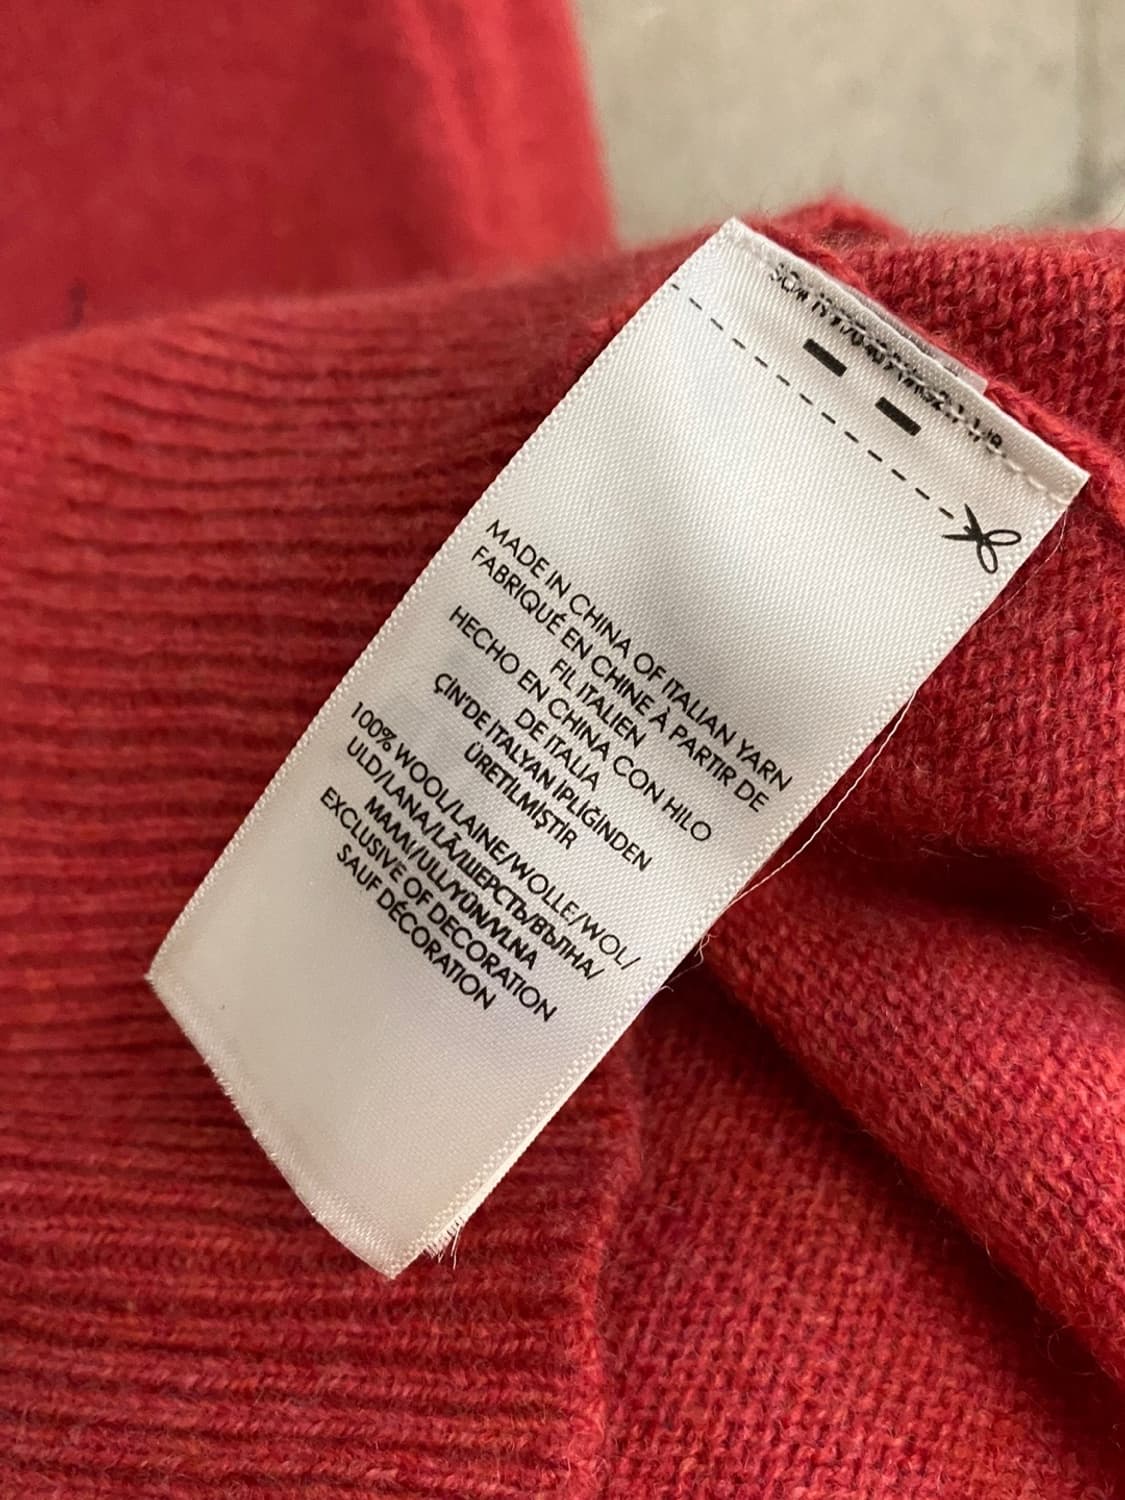 MADE IN CHINA OF ITALIAN YARN
FABRIQUÉ EN CHINE À PARTIR DE
FIL ITALIEN
HECHO EN CHINA CON HILO
DE ITALIA
ÇİN'DE İTALYAN İPLİĞİNDEN
ÜRETİLMİŞTİR
100% WOOL/LAINE/WOLLE/WOL/
ULD/LANA/LÃ/ШЕРСТЬ/ВЪЛНА/
ΜΑΛΛΙ/ULL/YÜN/VLNA
EXCLUSIVE OF DECORATION
SAUF DÉCORATION